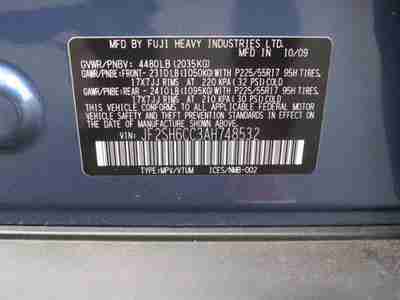 MFD BY FUJI HEAVY INDUSTRIES LTD. IN 10/09
GVWR/PNBV: 4480LB (2035KG)
GAWR/PNBE:FRONT-2310LB(1050KG)WITH P225/55R17 95H TIRES,
17X7JJ RIMS AT 220 KPA (32 PSI) COLD
GAWR/PNBE:REAR -2410LB(1095KG)WITH P225/55R17 95H TIRES,
17X7JJ RIMS AT 210 KPA (30 PSI) COLD
THIS VEHICLE CONFORMS TO ALL APPLICABLE FEDERAL MOTOR
VEHICLE SAFETY STANDARDS IN EFFECT ON THE DATE
OF MANUFACTURE SHOWN ABOVE.
VIN: JF2SH6CC3AH748532
TYPE:MPV/VTUM ICES/NMB-002